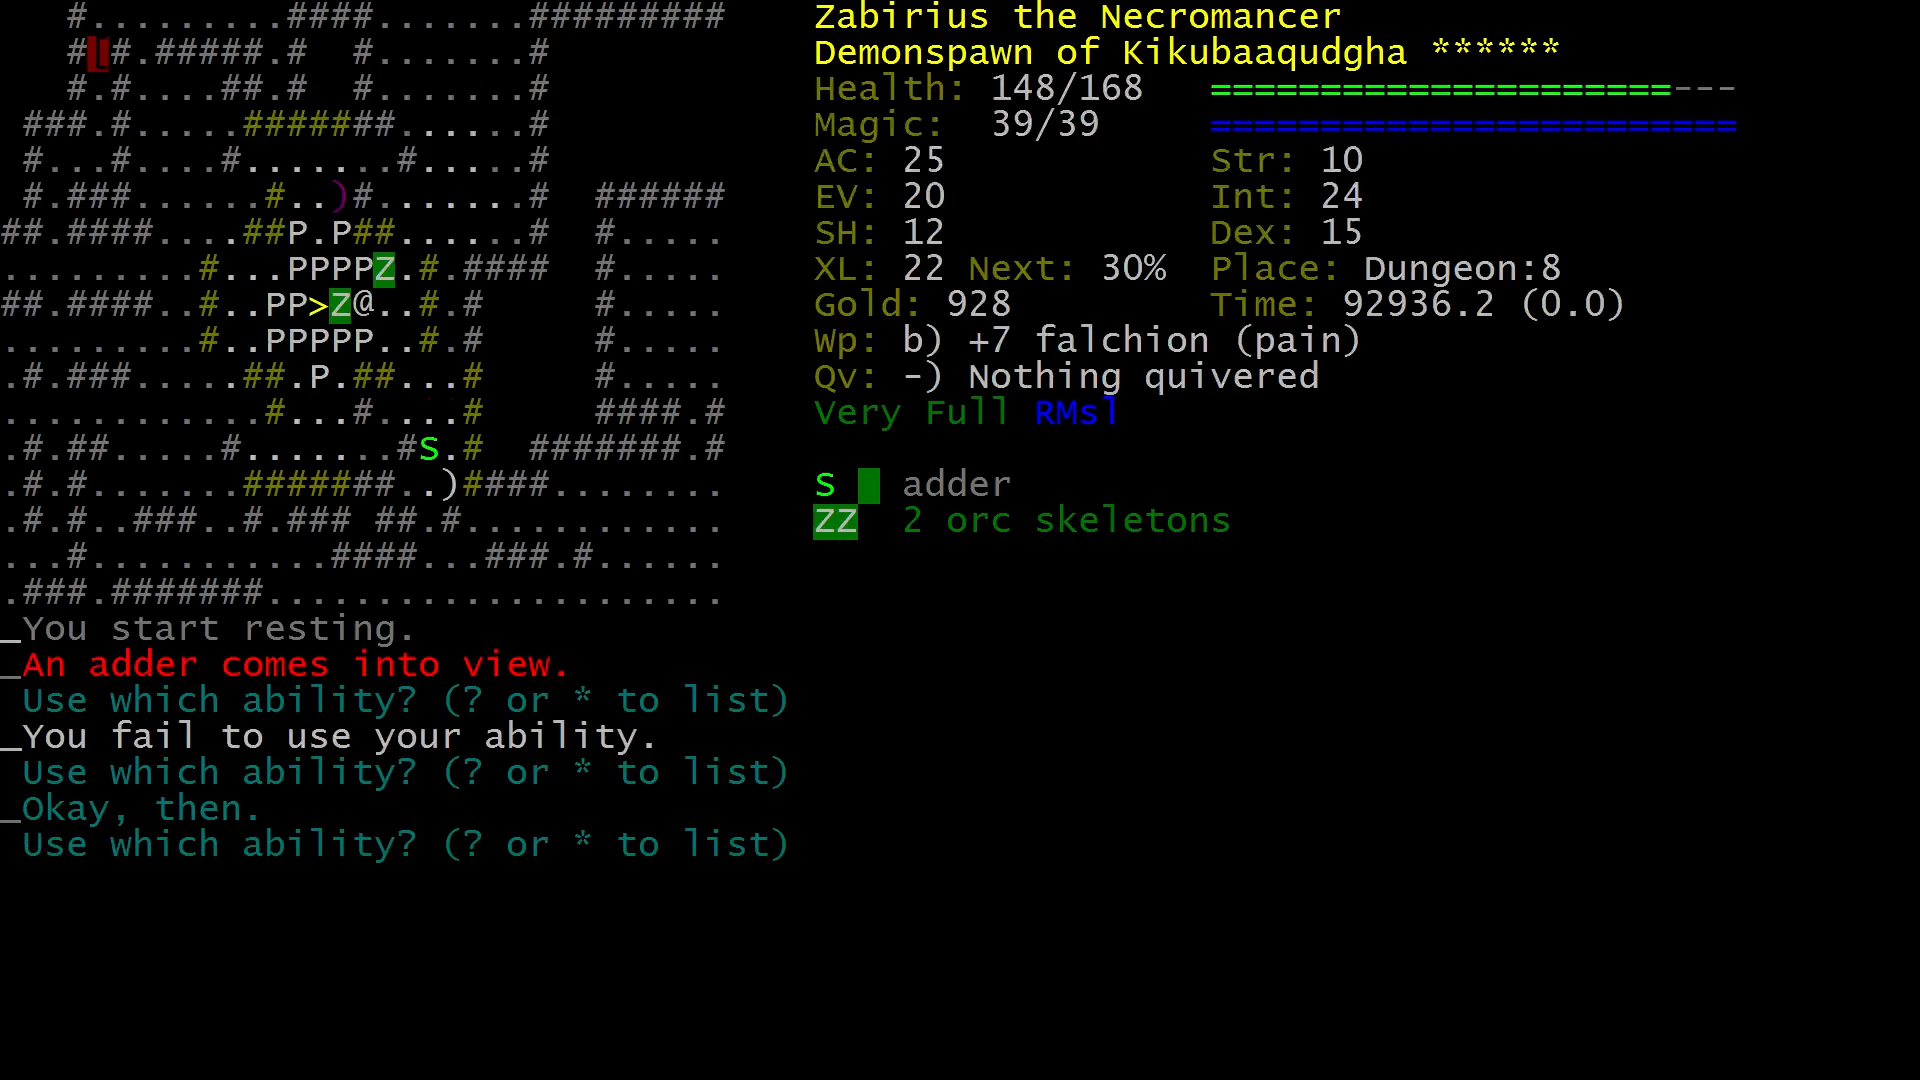 #.........####.......#########
#l#.#####.#  #.......#
#.#....##.#  #.......#
###.#.....#######......#
#...#....#.......#.....#
#.###......#..)#.......#  ######
##.####....##P.P##......#  #.....
.........#...PPPPZ.#.####  #.....
##.####..#..PP>Z@..#.#     #.....
.........#..PPPPP..#.#     #.....
.#.###.....##.P.##...#     #.....
............#...#....#     ####.#
.#.##.....#.......#S.#  #######.#
.#.#.......#######..)####........
.#.#..###..#.### ##.#............
...#...........####...###.#......
.###.#######.....................
Zabirius the Necromancer
Demonspawn of Kikubaaqudgha ******
Health: 148/168 =====================---
Magic: 39/39 ========================
AC: 25 Str: 10
EV: 20 Int: 24
SH: 12 Dex: 15
XL: 22 Next: 30% Place: Dungeon:8
Gold: 928 Time: 92936.2 (0.0)
Wp: b) +7 falchion (pain)
Qv: -) Nothing quivered
Very Full RMsl
S adder
ZZ 2 orc skeletons
_You start resting.
_An adder comes into view.
Use which ability? (? or * to list)
_You fail to use your ability.
Use which ability? (? or * to list)
_Okay, then.
Use which ability? (? or * to list)